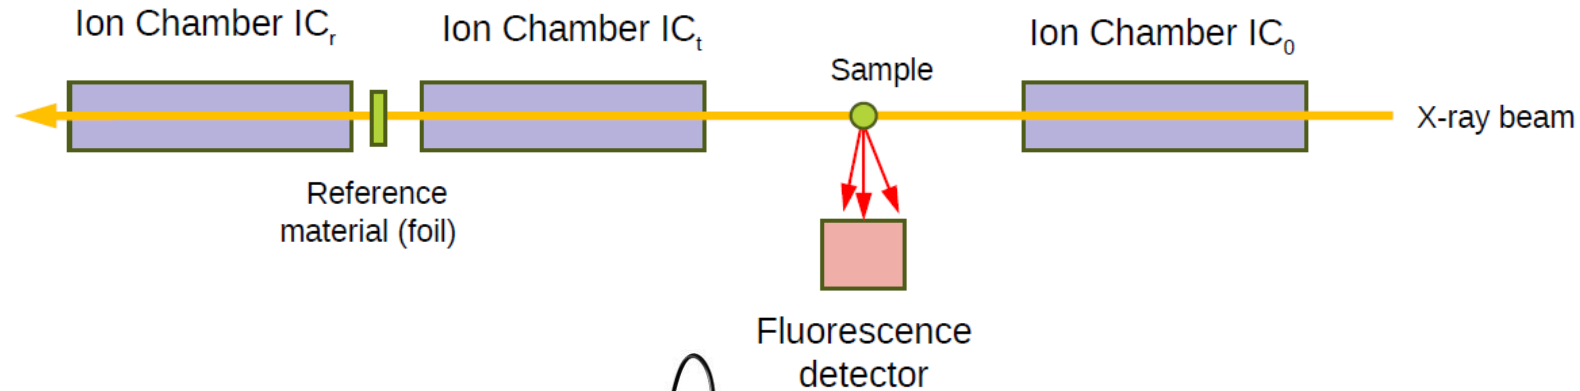 Ion Chamber ICr
Ion Chamber ICt
Ion Chamber IC0
Sample
X-ray beam
Reference
material (foil)
Fluorescence
detector